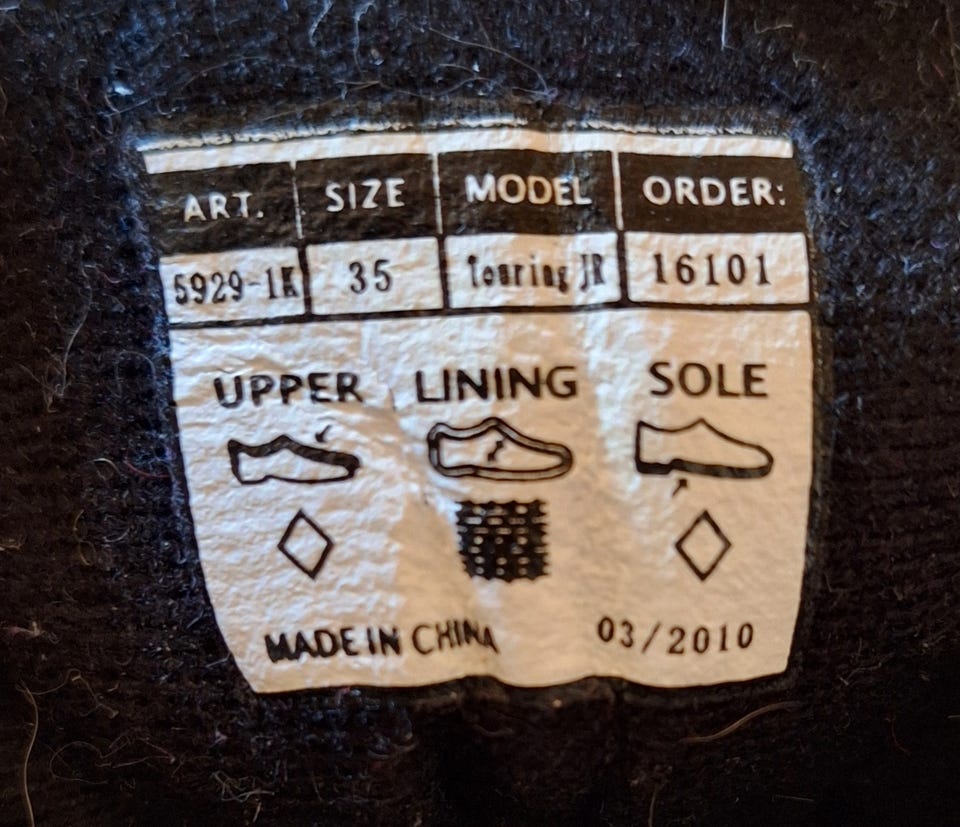 ART. SIZE MODEL ORDER:
5929-1K 35 Touring JR 16101
UPPER LINING SOLE
MADE IN CHINA 03/2010